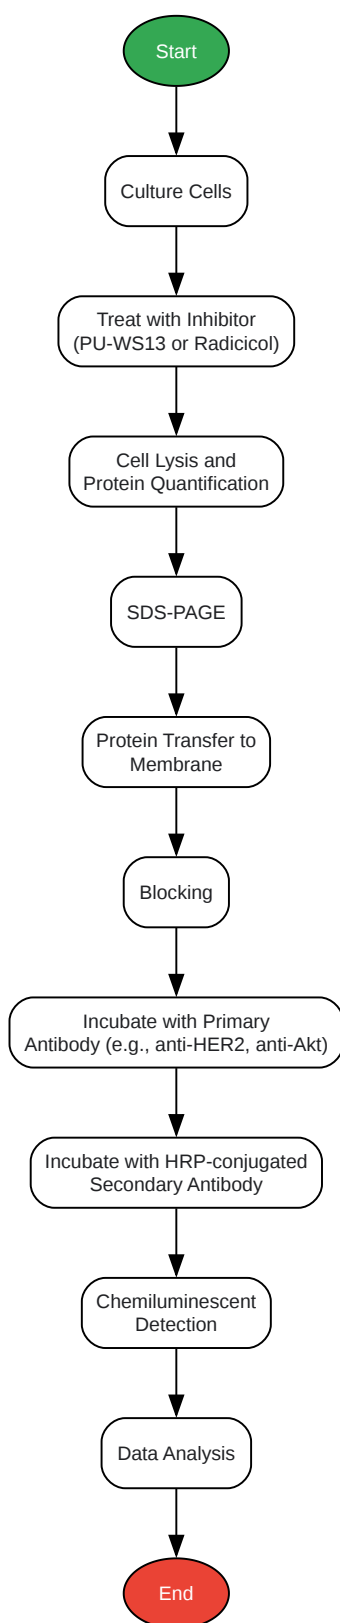 Start
Culture Cells
Treat with Inhibitor
(PU-WS13 or Radicicol)
Cell Lysis and
Protein Quantification
SDS-PAGE
Protein Transfer to
Membrane
Blocking
Incubate with Primary
Antibody (e.g., anti-HER2, anti-Akt)
Incubate with HRP-conjugated
Secondary Antibody
Chemiluminescent
Detection
Data Analysis
End